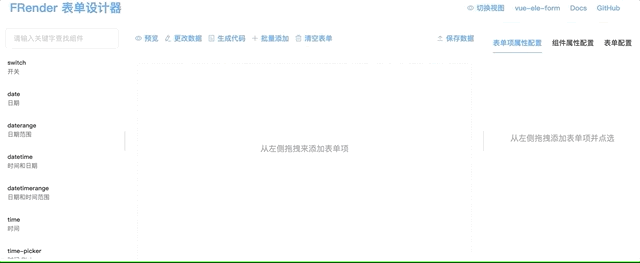 FRender 表单设计器
切换视图 vue-ele-form Docs GitHub
请输入关键字查找组件
预览 更改数据 生成代码 批量添加 清空表单 保存数据
表单项属性配置 组件属性配置 表单配置
switch
开关
date
日期
daterange
日期范围
datetime
时间和日期
datetimerange
日期和时间范围
time
时间
time-picker
从左侧拖拽来添加表单项
从左侧拖拽添加表单项并点选